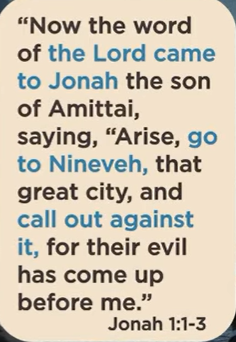 “Now the word
of the Lord came
to Jonah the son
of Amittai,
saying, “Arise, go
to Nineveh, that
great city, and
call out against
it, for their evil
has come up
before me.”
Jonah 1:1-3